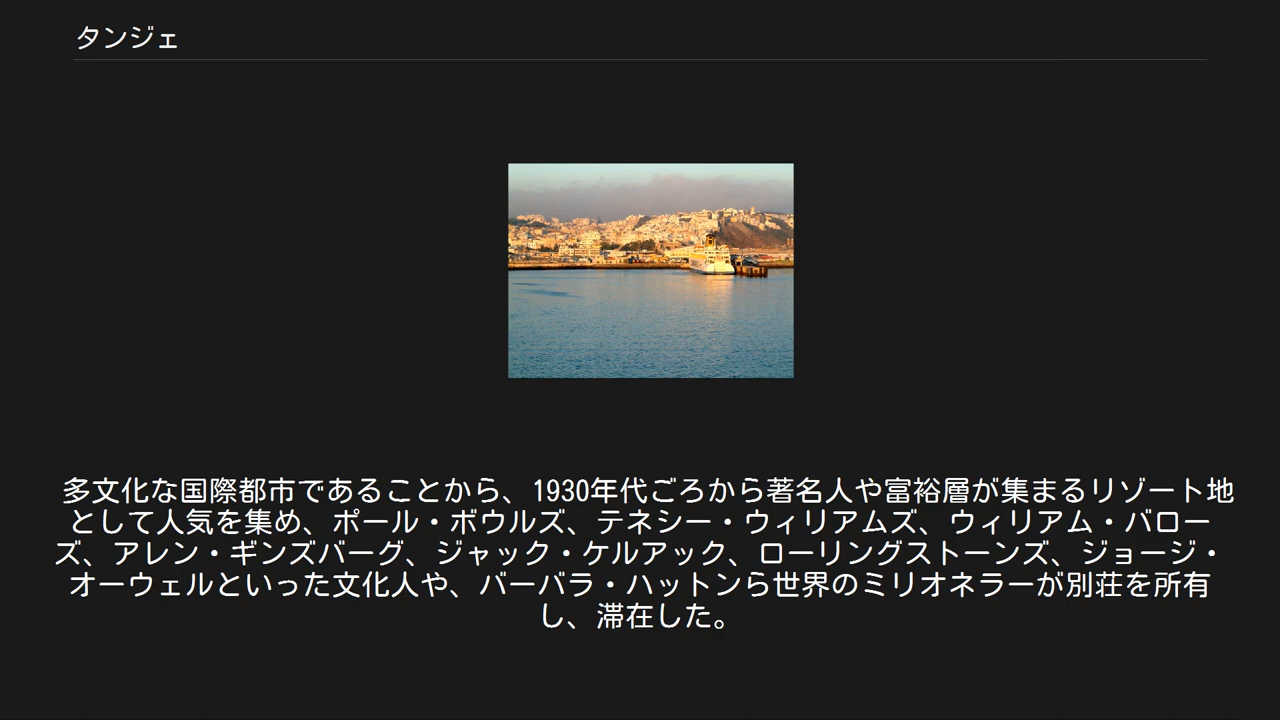 タンジェ
多文化な国際都市であることから、1930年代ごろから著名人や富裕層が集まるリゾート地
として人気を集め、ポール・ボウルズ、テネシー・ウィリアムズ、ウィリアム・バロー
ズ、アレン・ギンズバーグ、ジャック・ケルアック、ローリングストーンズ、ジョージ・
オーウェルといった文化人や、バーバラ・ハットンら世界のミリオネラーが別荘を所有
し、滞在した。